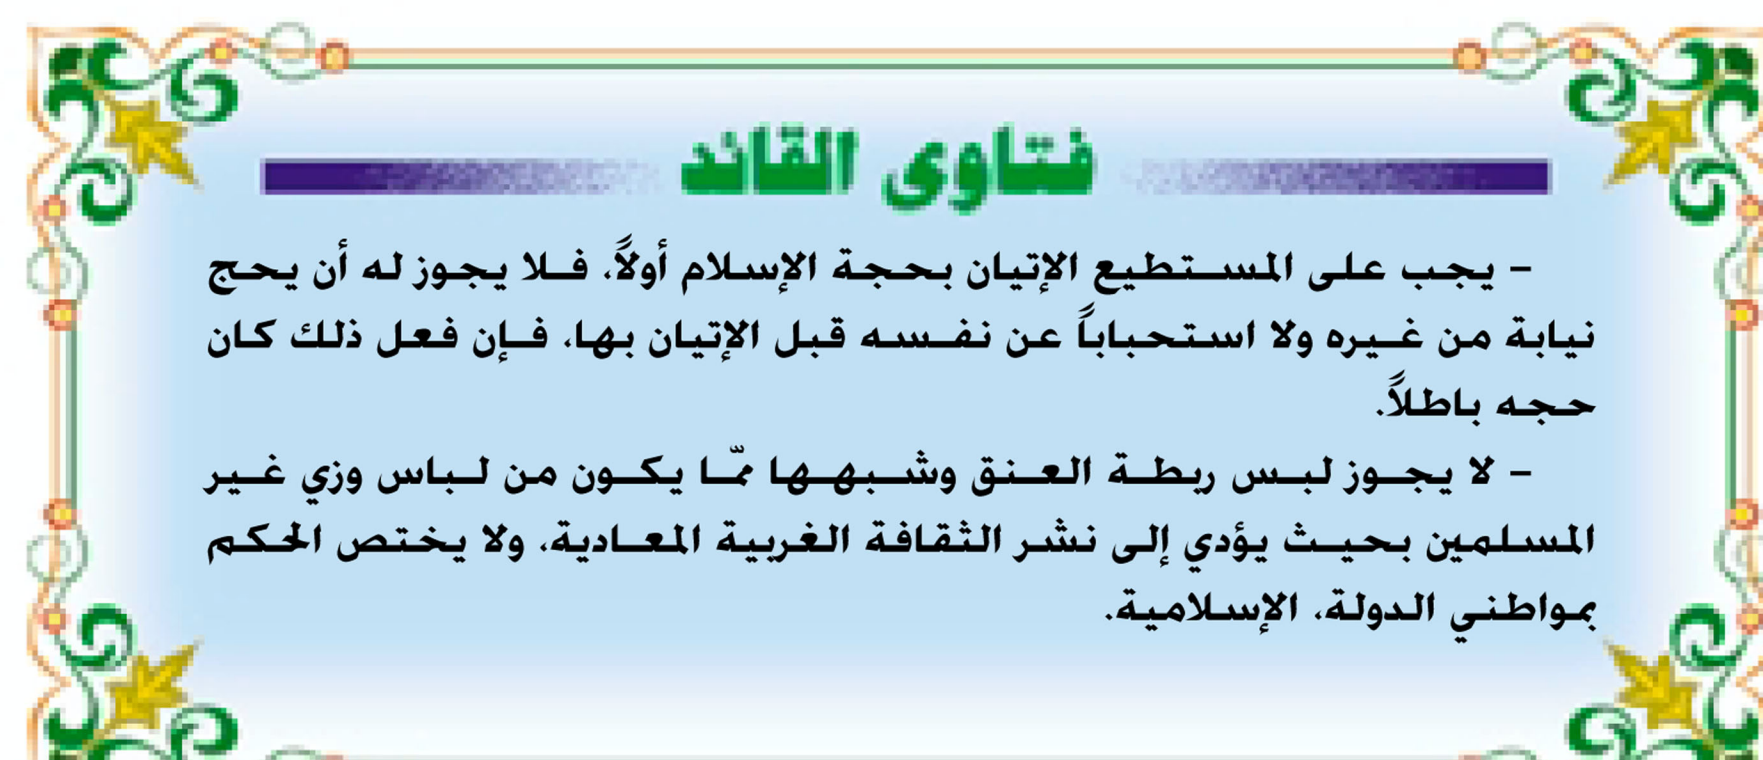 فتاوى القائد
– يجب على المستطيع الإتيان بحجة الإسلام أولاً، فلا يجوز له أن يحج
نيابة من غيره ولا استحباباً عن نفسه قبل الإتيان بها، فإن فعل ذلك كان
حجه باطلاً.
– لا يجوز لبس ربطة العنق وشبهها ممّا يكون من لباس وزي غير
المسلمين بحيث يؤدي إلى نشر الثقافة الغربية المعادية، ولا يختص الحكم
بمواطني الدولة، الإسلامية.